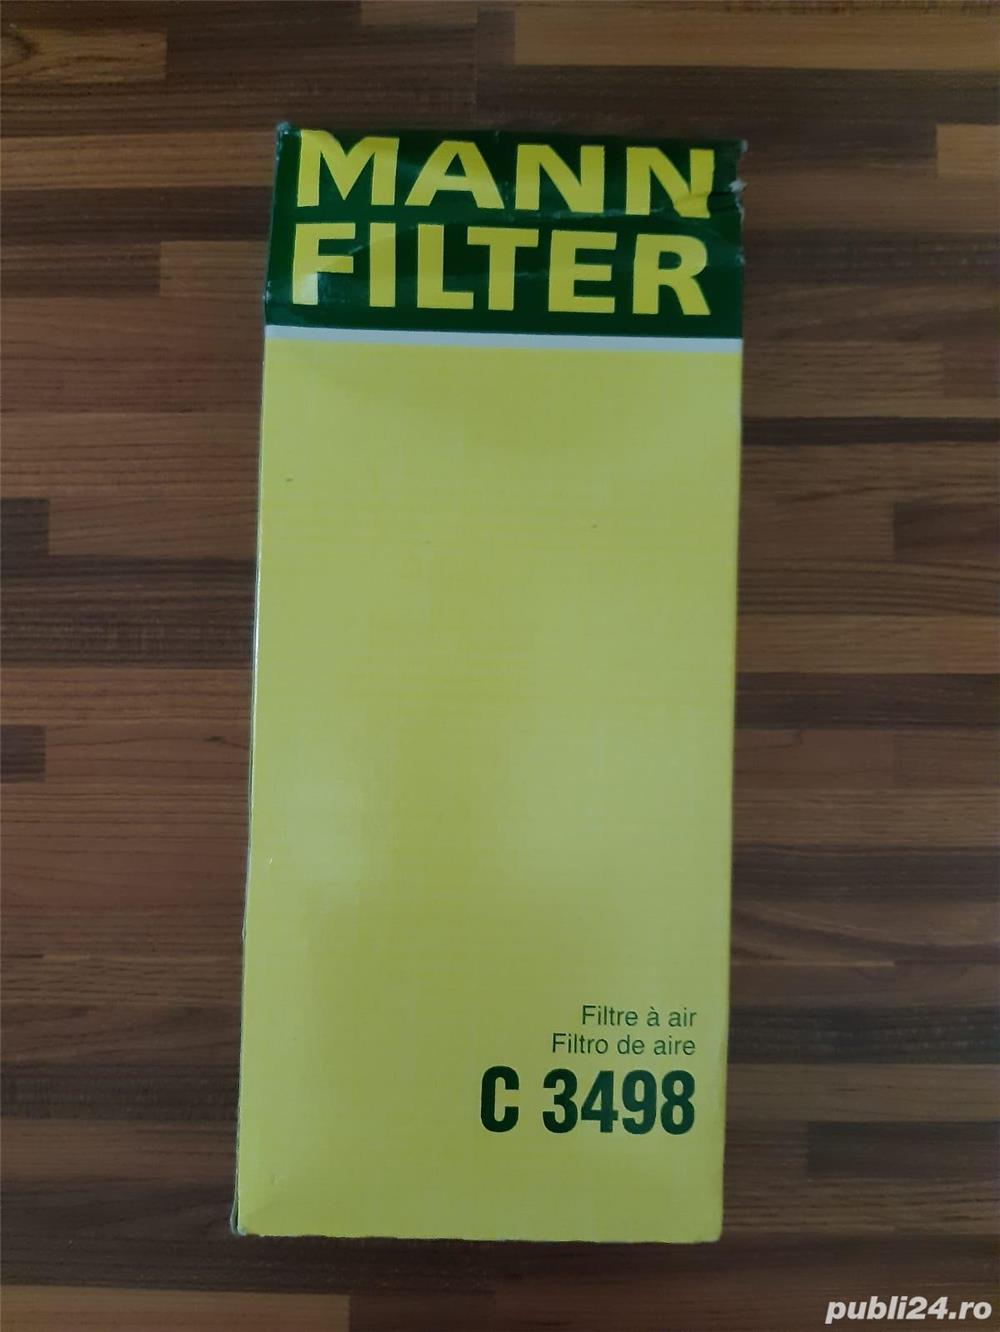 MANN
FILTER
Filtre à air
Filtro de aire
C 3498
publi24.ro